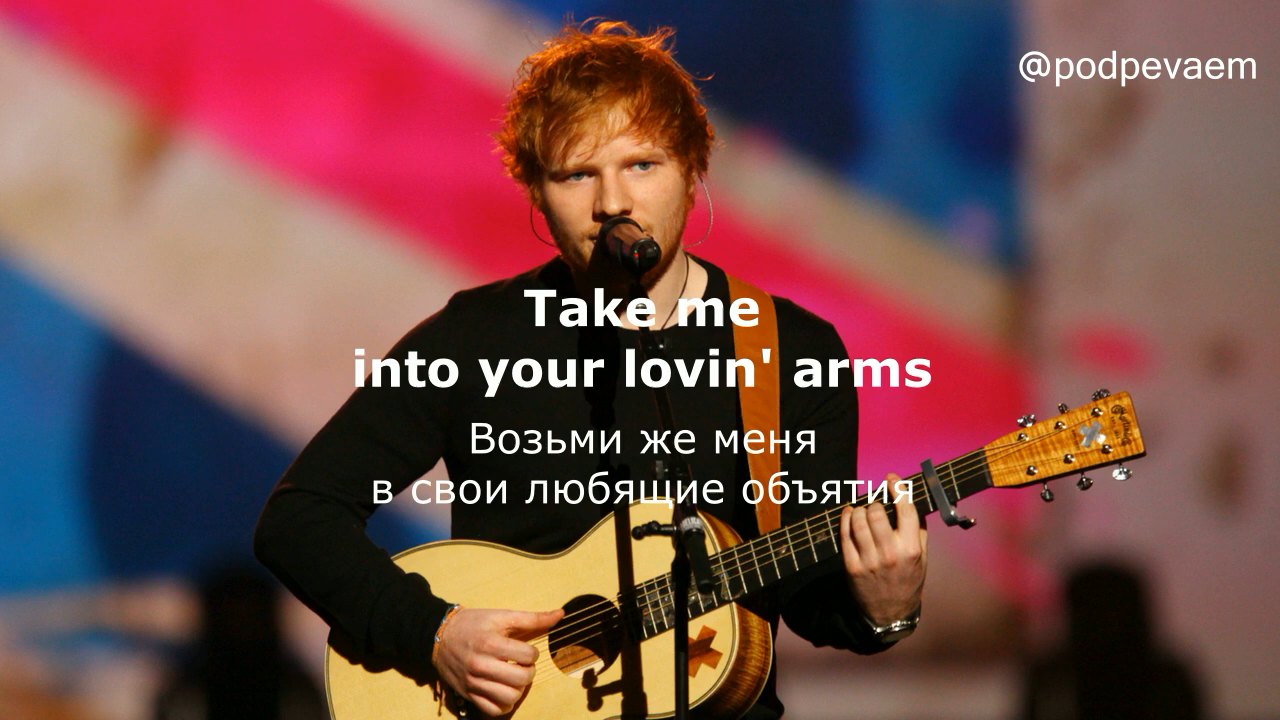 @podpevaem
Take me
into your lovin' arms
Возьми же меня
в свои любящие объятия